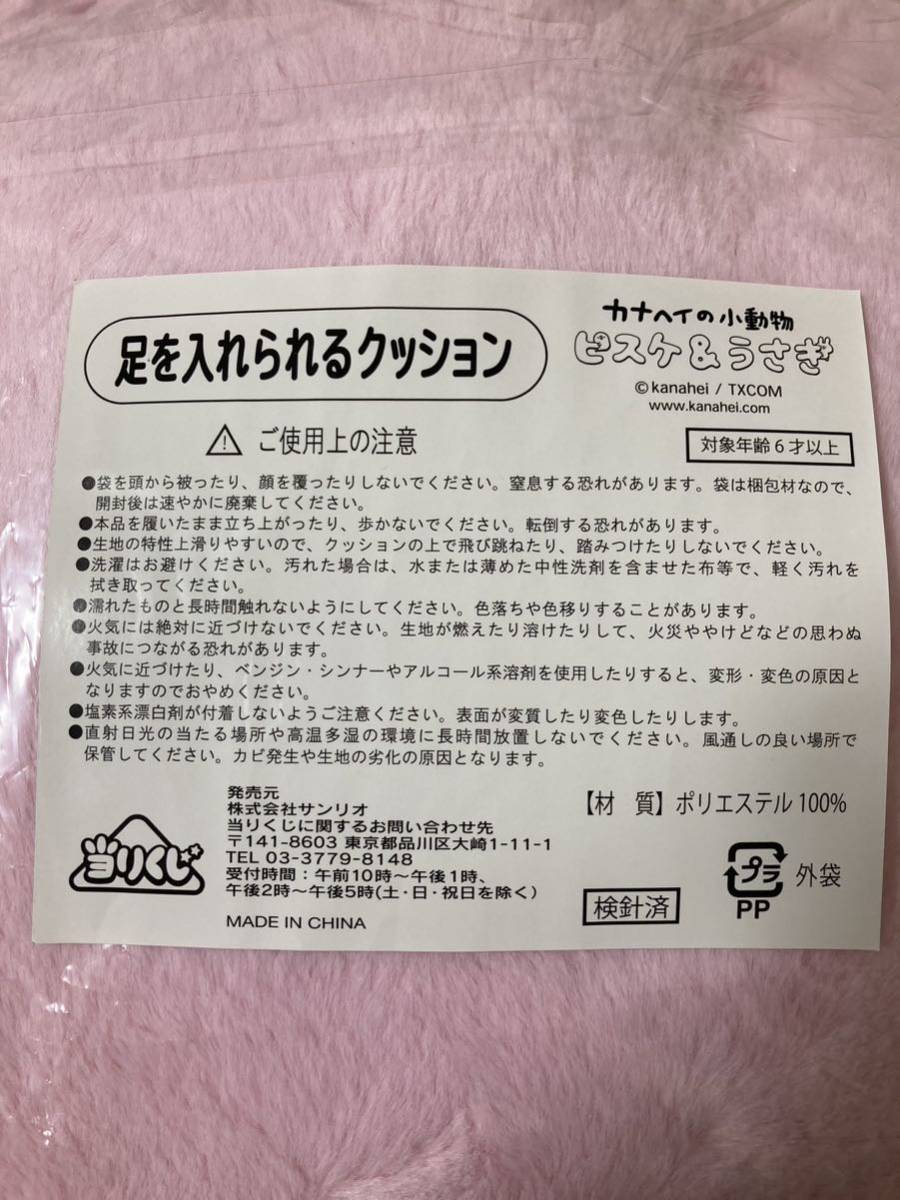 足を入れられるクッション
カナヘイの小動物
ピスケ&うさぎ
©kanahei / TXCOM
www.kanahei.com
⚠ ご使用上の注意
対象年齢6才以上
●袋を頭から被ったり、顔を覆ったりしないでください。窒息する恐れがあります。袋は梱包材なので、
開封後は速やかに廃棄してください。
●本品を履いたまま立ち上がったり、歩かないでください。転倒する恐れがあります。
●生地の特性上滑りやすいので、クッションの上で飛び跳ねたり、踏みつけたりしないでください。
●洗濯はお避けください。汚れた場合は、水または薄めた中性洗剤を含ませた布等で、軽く汚れを
拭き取ってください。
●濡れたものと長時間触れないようにしてください。色落ちや色移りすることがあります。
●火気には絶対に近づけないでください。生地が燃えたり溶けたりして、火災ややけどなどの思わぬ
事故につながる恐れがあります。
●火気に近づけたり、ベンジン・シンナーやアルコール系溶剤を使用したりすると、変形・変色の原因と
なりますのでおやめください。
●塩素系漂白剤が付着しないようご注意ください。表面が変質したり変色したりします。
●直射日光の当たる場所や高温多湿の環境に長時間放置しないでください。風通しの良い場所で
保管してください。カビ発生や生地の劣化の原因となります。
当りくじ
発売元
株式会社サンリオ
当りくじに関するお問い合わせ先
〒141-8603 東京都品川区大崎1-11-1
TEL 03-3779-8148
受付時間：午前10時～午後1時、
午後2時～午後5時(土・日・祝日を除く)
MADE IN CHINA
【材 質】ポリエステル100%
検針済
プラ 外袋
PP